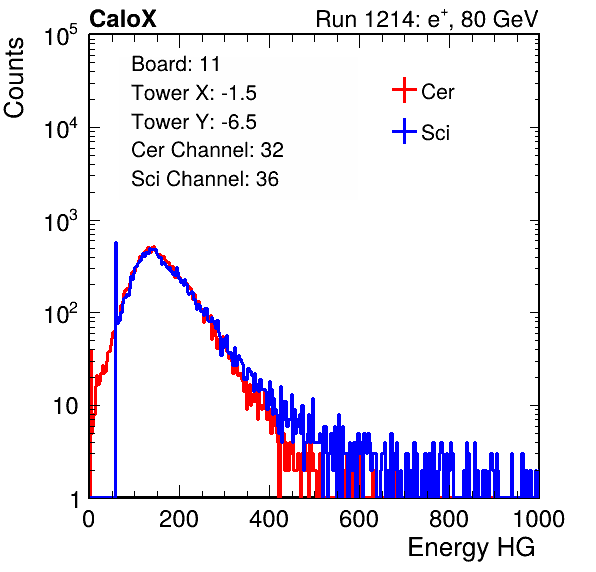 CaloX Run 1214: e⁺, 80 GeV
Counts
10⁵
10⁴
10³
10²
10
1
Board: 11
Tower X: -1.5
Tower Y: -6.5
Cer Channel: 32
Sci Channel: 36
Cer
Sci
0 200 400 600 800 1000
Energy HG